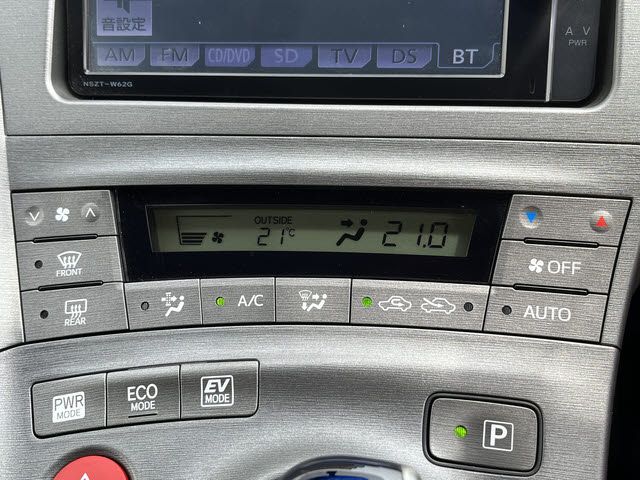 音設定
AM FM CD/DVD SD TV DS BT
A V
PWR
NSZT-W62G
OUTSIDE
21°C 21.0
FRONT
OFF
REAR
A/C
AUTO
PWR MODE
ECO MODE
EV MODE
P